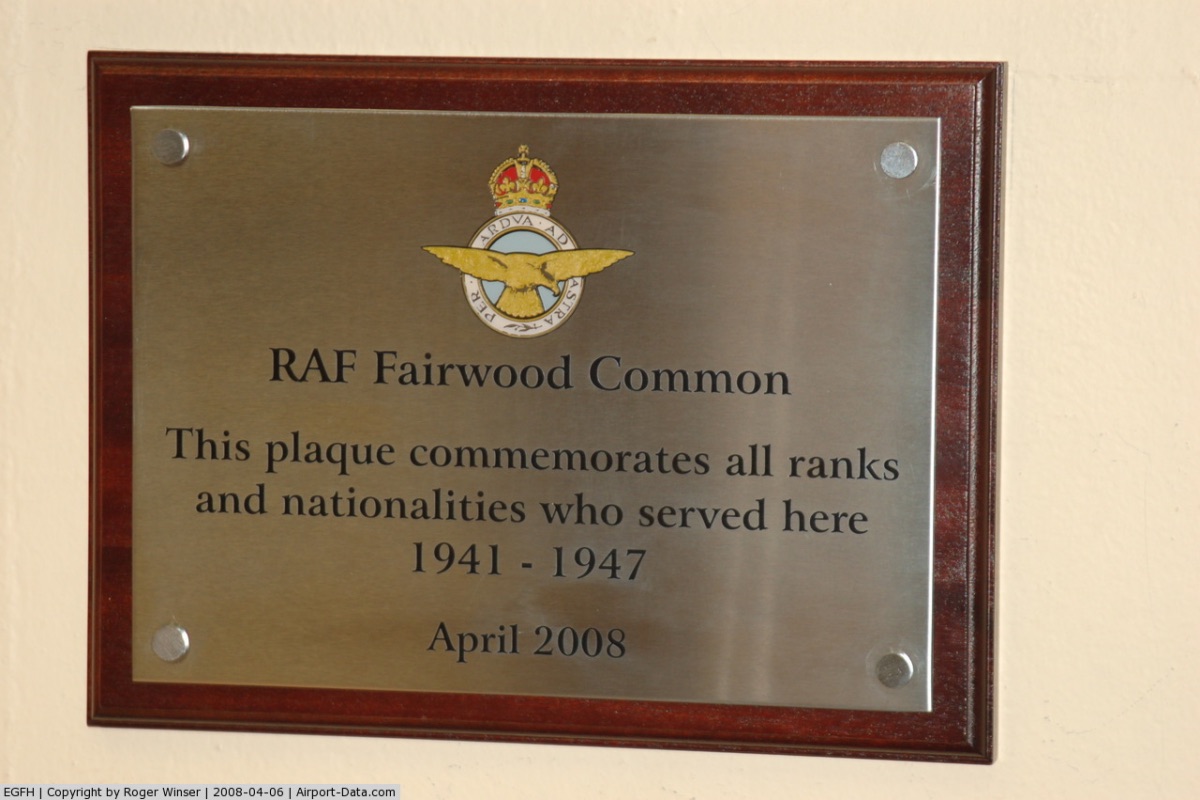 PER · ARDVA · AD · ASTRA
RAF Fairwood Common
This plaque commemorates all ranks
and nationalities who served here
1941 - 1947
April 2008
EGFH | Copyright by Roger Winser | 2008-04-06 | Airport-Data.com